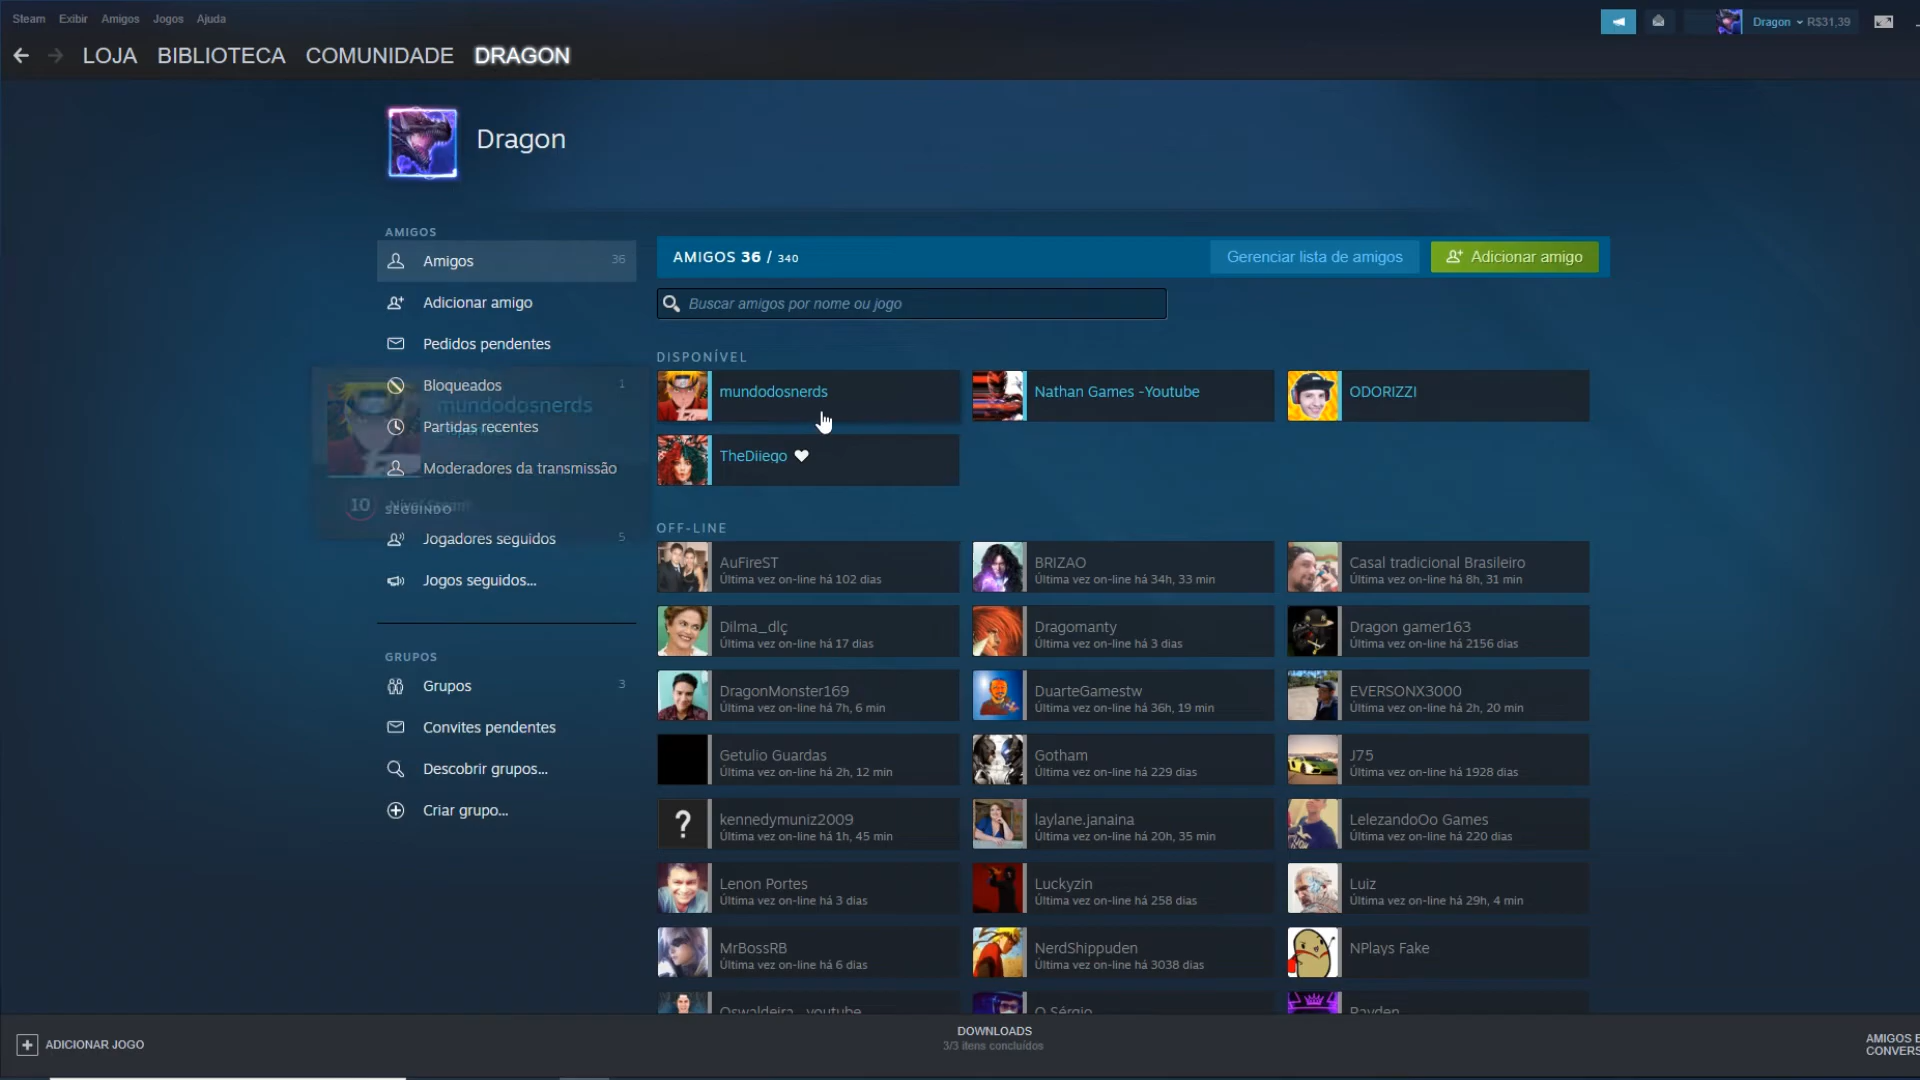 Steam Exibir Amigos Jogos Ajuda
Dragon R$31,39
LOJA BIBLIOTECA COMUNIDADE DRAGON
Dragon
AMIGOS
Amigos 36
Adicionar amigo
Pedidos pendentes
Bloqueados 1
mundodosnerds
Partidas recentes
Moderadores da transmissão
10 Nível Steam
SEGUINDO
Jogadores seguidos 5
Jogos seguidos...
GRUPOS
Grupos 3
Convites pendentes
Descobrir grupos...
Criar grupo...
AMIGOS 36 / 340
Gerenciar lista de amigos
Adicionar amigo
Buscar amigos por nome ou jogo
DISPONÍVEL
mundodosnerds
Nathan Games -Youtube
ODORIZZI
TheDiiego
OFF-LINE
AuFireST
Última vez on-line há 102 dias
BRIZAO
Última vez on-line há 34h, 33 min
Casal tradicional Brasileiro
Última vez on-line há 8h, 31 min
Dilma_dlç
Última vez on-line há 17 dias
Dragomanty
Última vez on-line há 3 dias
Dragon gamer163
Última vez on-line há 2156 dias
DragonMonster169
Última vez on-line há 7h, 6 min
DuarteGamestw
Última vez on-line há 36h, 19 min
EVERSONX3000
Última vez on-line há 2h, 20 min
Getulio Guardas
Última vez on-line há 2h, 12 min
Gotham
Última vez on-line há 229 dias
J75
Última vez on-line há 1928 dias
kennedymuniz2009
Última vez on-line há 1h, 45 min
laylane.janaina
Última vez on-line há 20h, 35 min
LelezandoOo Games
Última vez on-line há 220 dias
Lenon Portes
Última vez on-line há 3 dias
Luckyzin
Última vez on-line há 258 dias
Luiz
Última vez on-line há 29h, 4 min
MrBossRB
Última vez on-line há 6 dias
NerdShippuden
Última vez on-line há 3038 dias
NPlays Fake
Oswaldeira_youtube
O Sérgio
Rayden
ADICIONAR JOGO
DOWNLOADS
3/3 itens concluídos
AMIGOS E
CONVERS